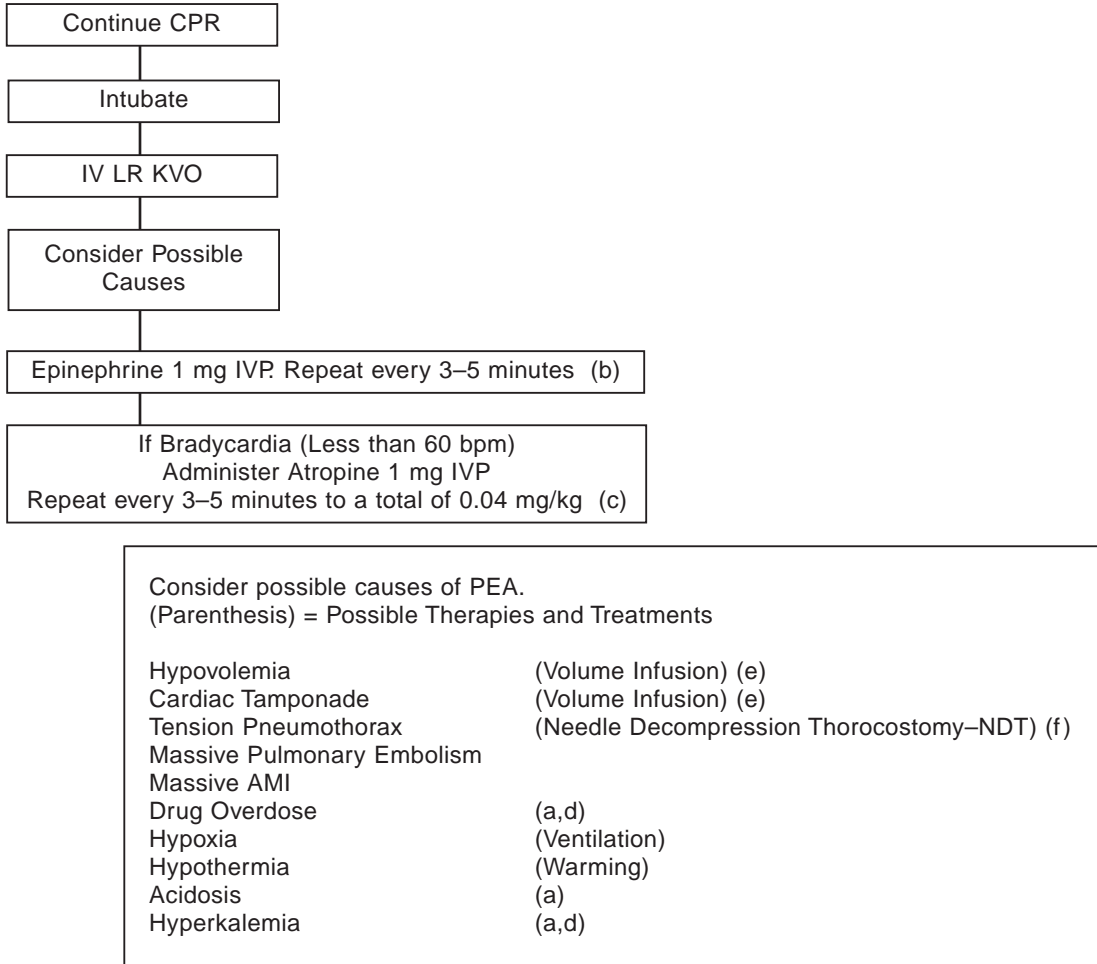 Continue CPR
Intubate
IV LR KVO
Consider Possible
Causes
Epinephrine 1 mg IVP. Repeat every 3–5 minutes (b)
If Bradycardia (Less than 60 bpm)
Administer Atropine 1 mg IVP
Repeat every 3–5 minutes to a total of 0.04 mg/kg (c)
Consider possible causes of PEA.
(Parenthesis) = Possible Therapies and Treatments
Hypovolemia (Volume Infusion) (e)
Cardiac Tamponade (Volume Infusion) (e)
Tension Pneumothorax (Needle Decompression Thorocostomy–NDT) (f)
Massive Pulmonary Embolism
Massive AMI
Drug Overdose (a,d)
Hypoxia (Ventilation)
Hypothermia (Warming)
Acidosis (a)
Hyperkalemia (a,d)